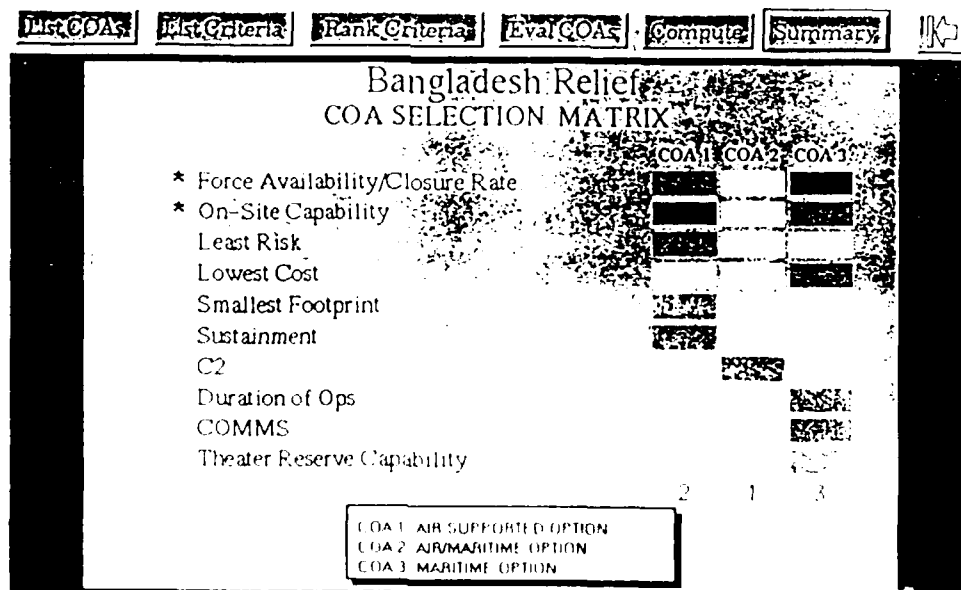 List COAs List Criteria Rank Criteria Eval COAs Compute Summary
Bangladesh Relief
COA SELECTION MATRIX
COA 1 COA 2 COA 3
* Force Availability/Closure Rate
* On-Site Capability
Least Risk
Lowest Cost
Smallest Footprint
Sustainment
C2
Duration of Ops
COMMS
Theater Reserve Capability
2 1 3
COA 1 AIR SUPPORTED OPTION
COA 2 AIR/MARITIME OPTION
COA 3 MARITIME OPTION